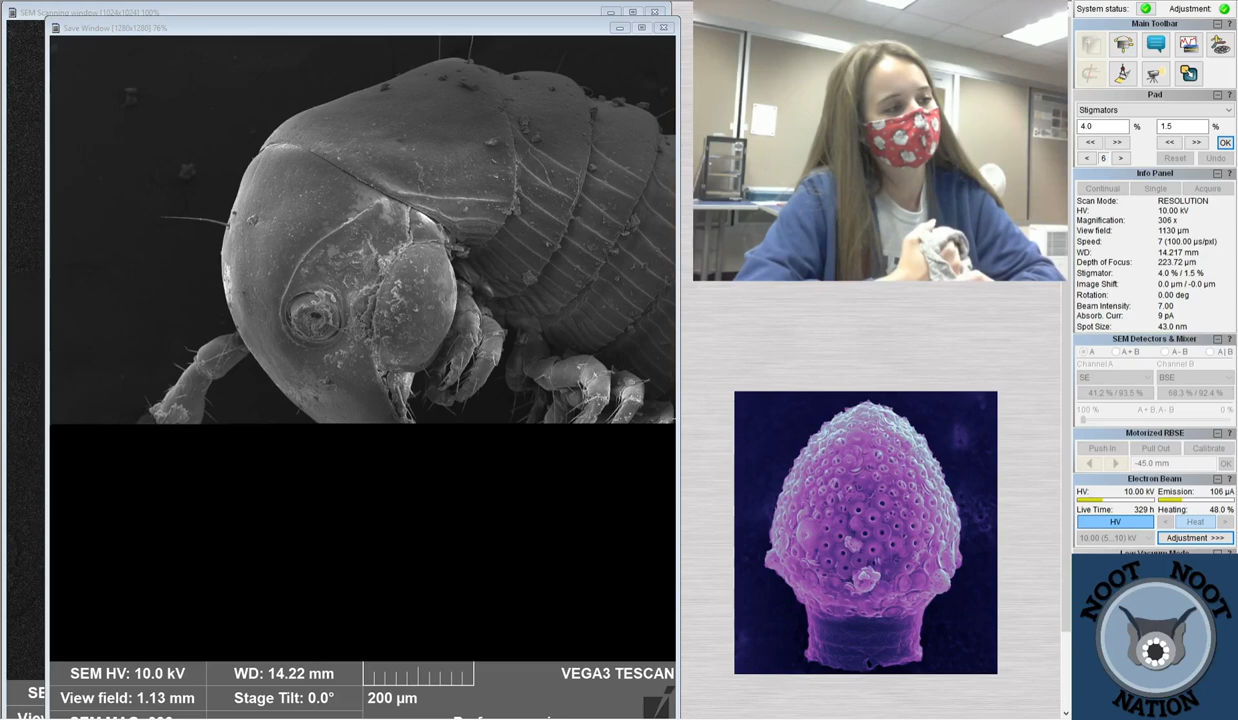 SEM Scanning window [1024x1024] 100%
Save Window [1280x1280] 76%
SEM HV: 10.0 kV
WD: 14.22 mm
VEGA3 TESCAN
View field: 1.13 mm
Stage Tilt: 0.0°
200 µm
SE
View
System status:
Adjustment:
Main Toolbar
Pad
Stigmators
4.0 %
1.5 %
<< >>
<< >>
OK
< 6 >
Reset
Undo
Info Panel
Continual
Single
Acquire
Scan Mode: RESOLUTION
HV: 10.00 kV
Magnification: 306 x
View field: 1130 µm
Speed: 7 (100.00 µs/pxl)
WD: 14.217 mm
Depth of Focus: 223.72 µm
Stigmator: 4.0 % / 1.5 %
Image Shift: 0.0 µm / -0.0 µm
Rotation: 0.00 deg
Beam Intensity: 7.00
Absorb. Curr: 9 pA
Spot Size: 43.0 nm
SEM Detectors & Mixer
A A + B A - B A | B
Channel A Channel B
SE BSE
41.2 % / 93.5 % 68.3 % / 92.4 %
100 % A + B,A - B 0 %
Motorized RBSE
Push In
Pull Out
Calibrate
-45.0 mm
OK
Electron Beam
HV: 10.00 kV Emission: 106 µA
Live Time: 329 h Heating: 48.0 %
HV < Heat >
10.00 (5...10) kV
Adjustment >>>
NOOT NOOT
NATION